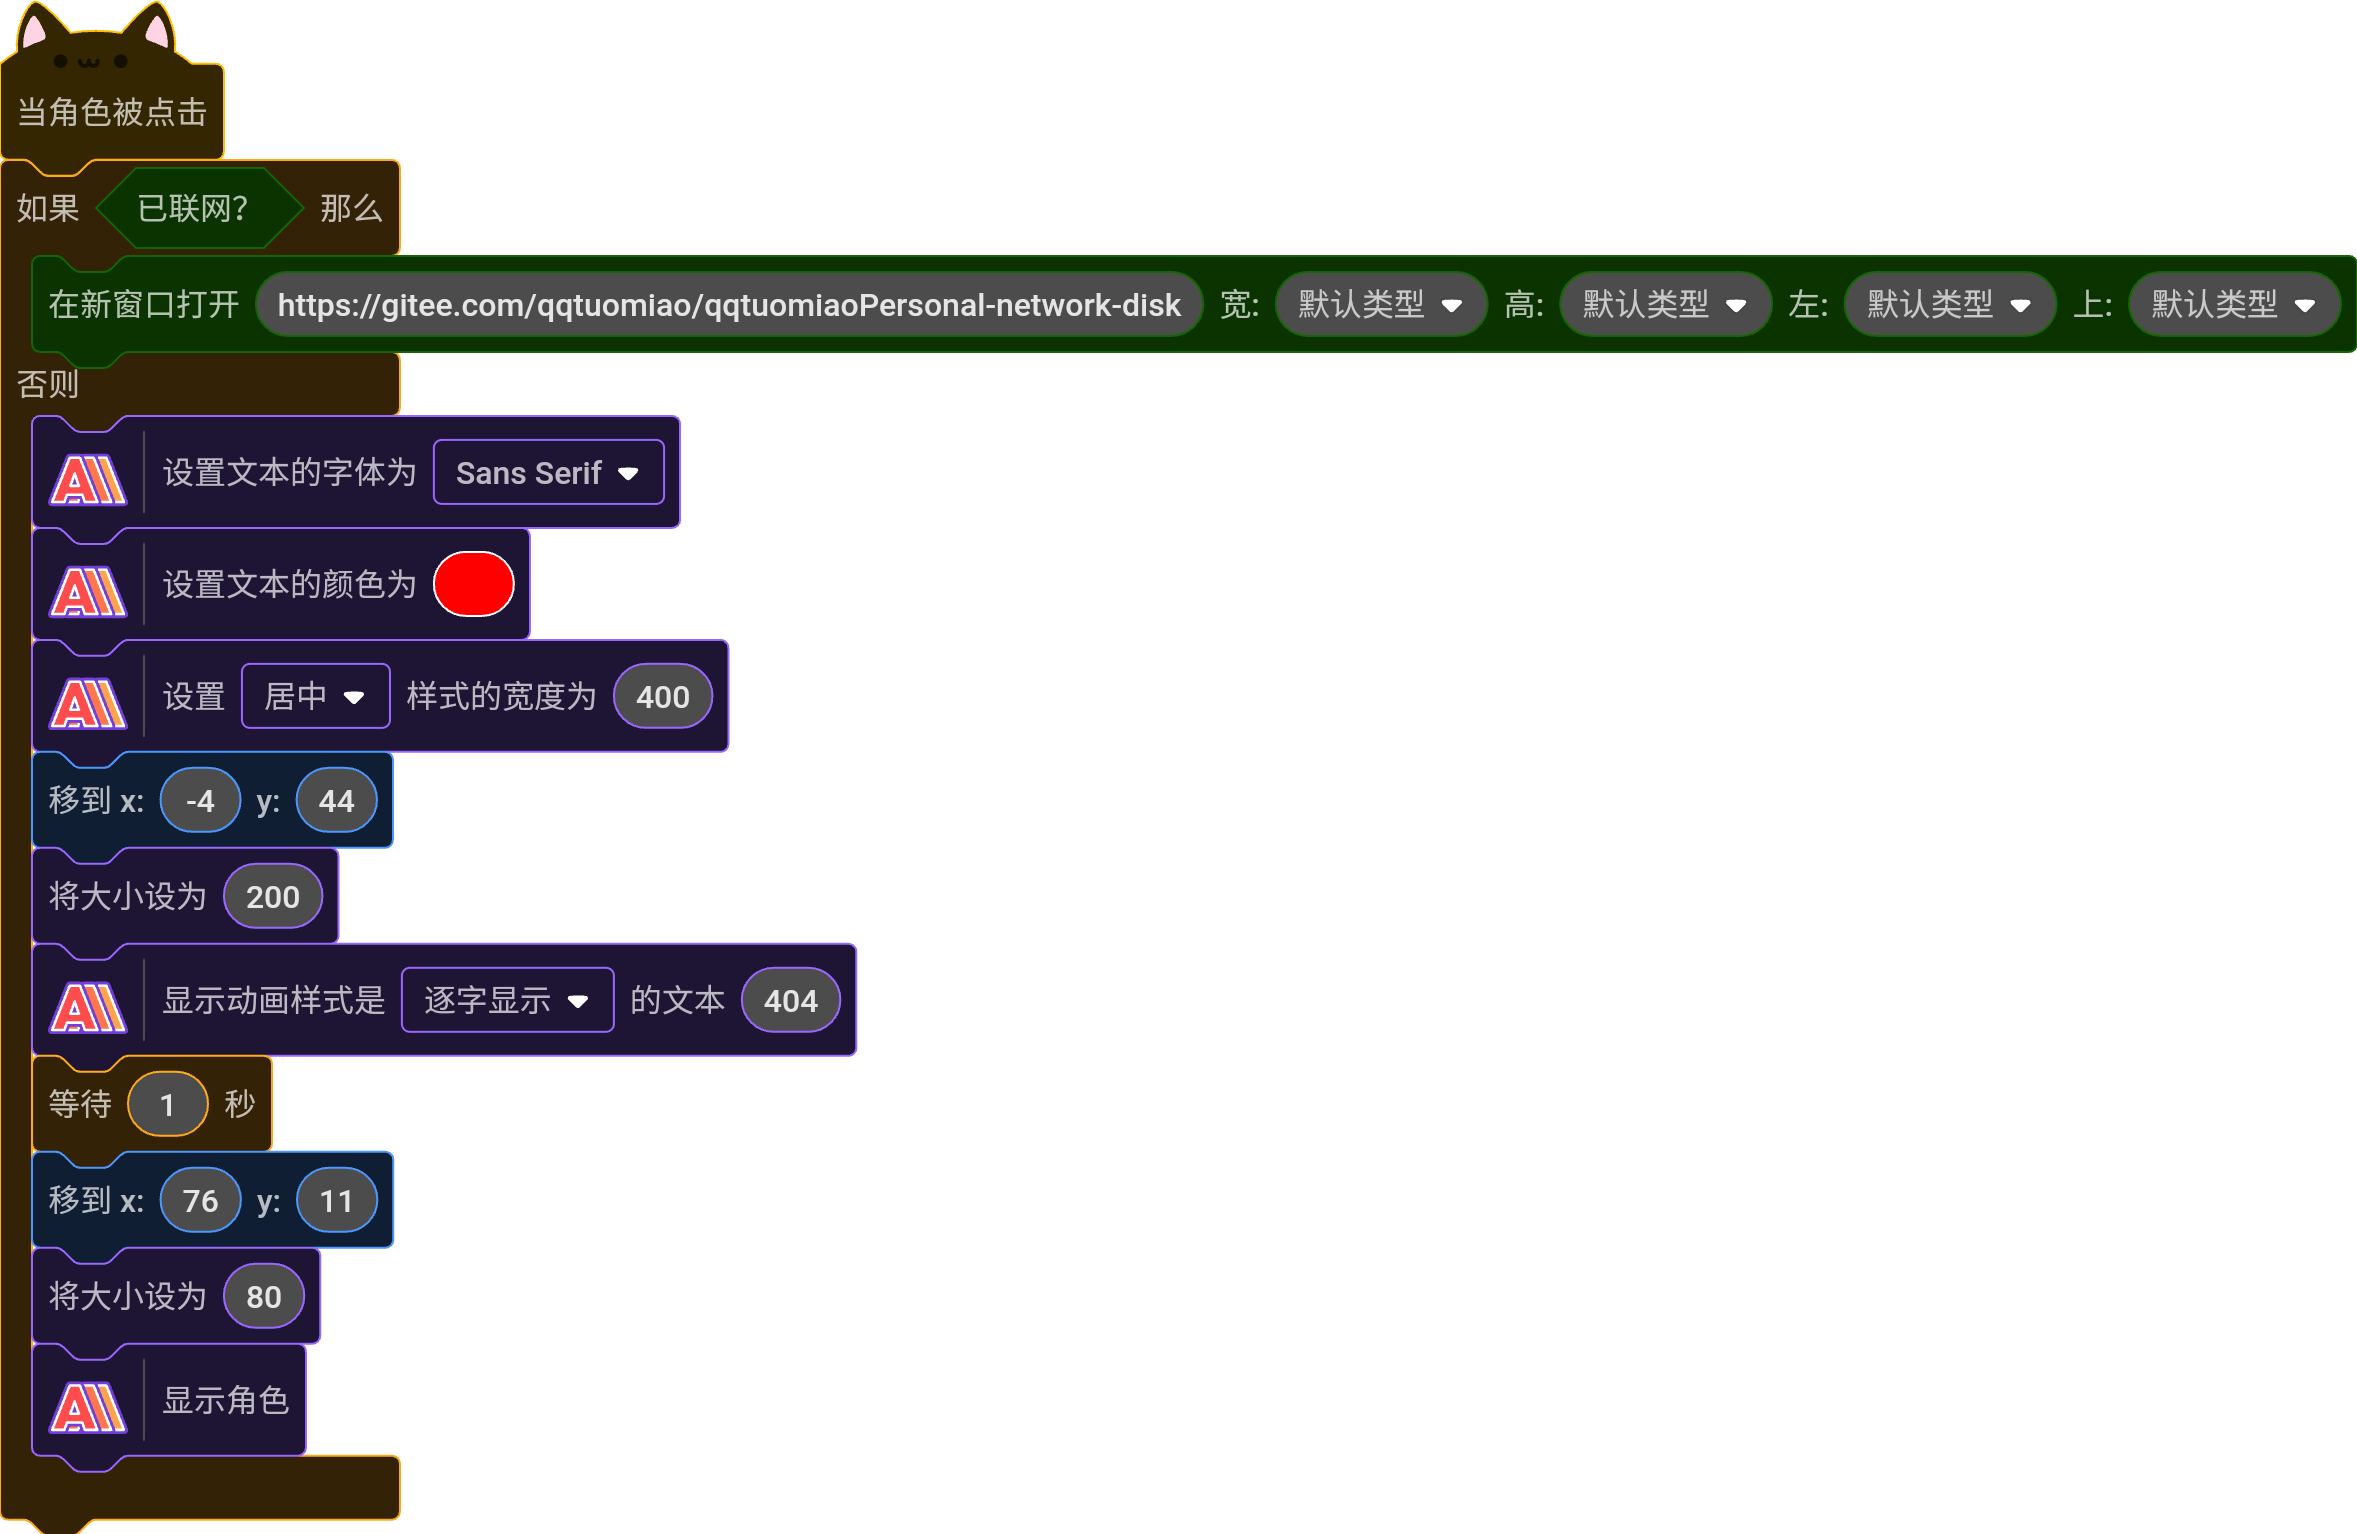 当角色被点击
如果 已联网? 那么
在新窗口打开 https://gitee.com/qqtuomiao/qqtuomiaoPersonal-network-disk 宽: 默认类型 高: 默认类型 左: 默认类型 上: 默认类型
否则
设置文本的字体为 Sans Serif
设置文本的颜色为
设置 居中 样式的宽度为 400
移到 x: -4 y: 44
将大小设为 200
显示动画样式是 逐字显示 的文本 404
等待 1 秒
移到 x: 76 y: 11
将大小设为 80
显示角色